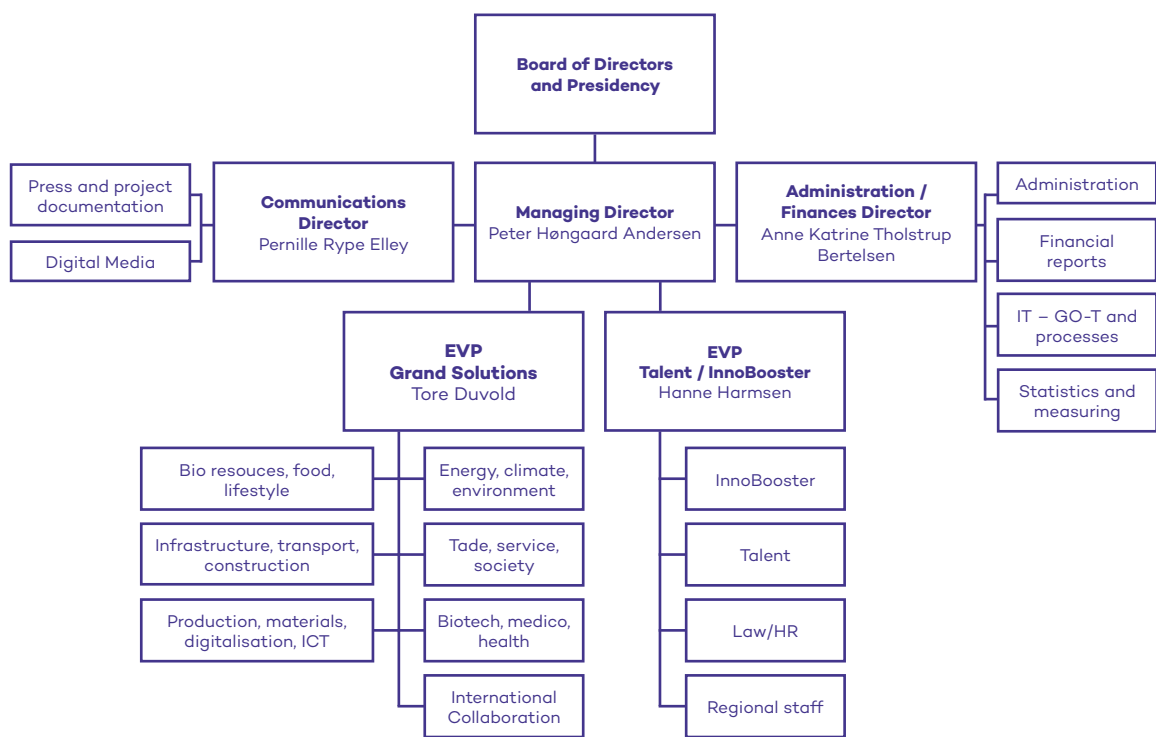 Board of Directors
and Presidency
Press and project
documentation
Digital Media
Communications
Director
Pernille Rype Elley
Managing Director
Peter Høngaard Andersen
Administration /
Finances Director
Anne Katrine Tholstrup
Bertelsen
Administration
Financial
reports
IT – GO-T and
processes
Statistics and
measuring
EVP
Grand Solutions
Tore Duvold
EVP
Talent / InnoBooster
Hanne Harmsen
Bio resouces, food,
lifestyle
Energy, climate,
environment
Infrastructure, transport,
construction
Tade, service,
society
Production, materials,
digitalisation, ICT
Biotech, medico,
health
International
Collaboration
InnoBooster
Talent
Law/HR
Regional staff